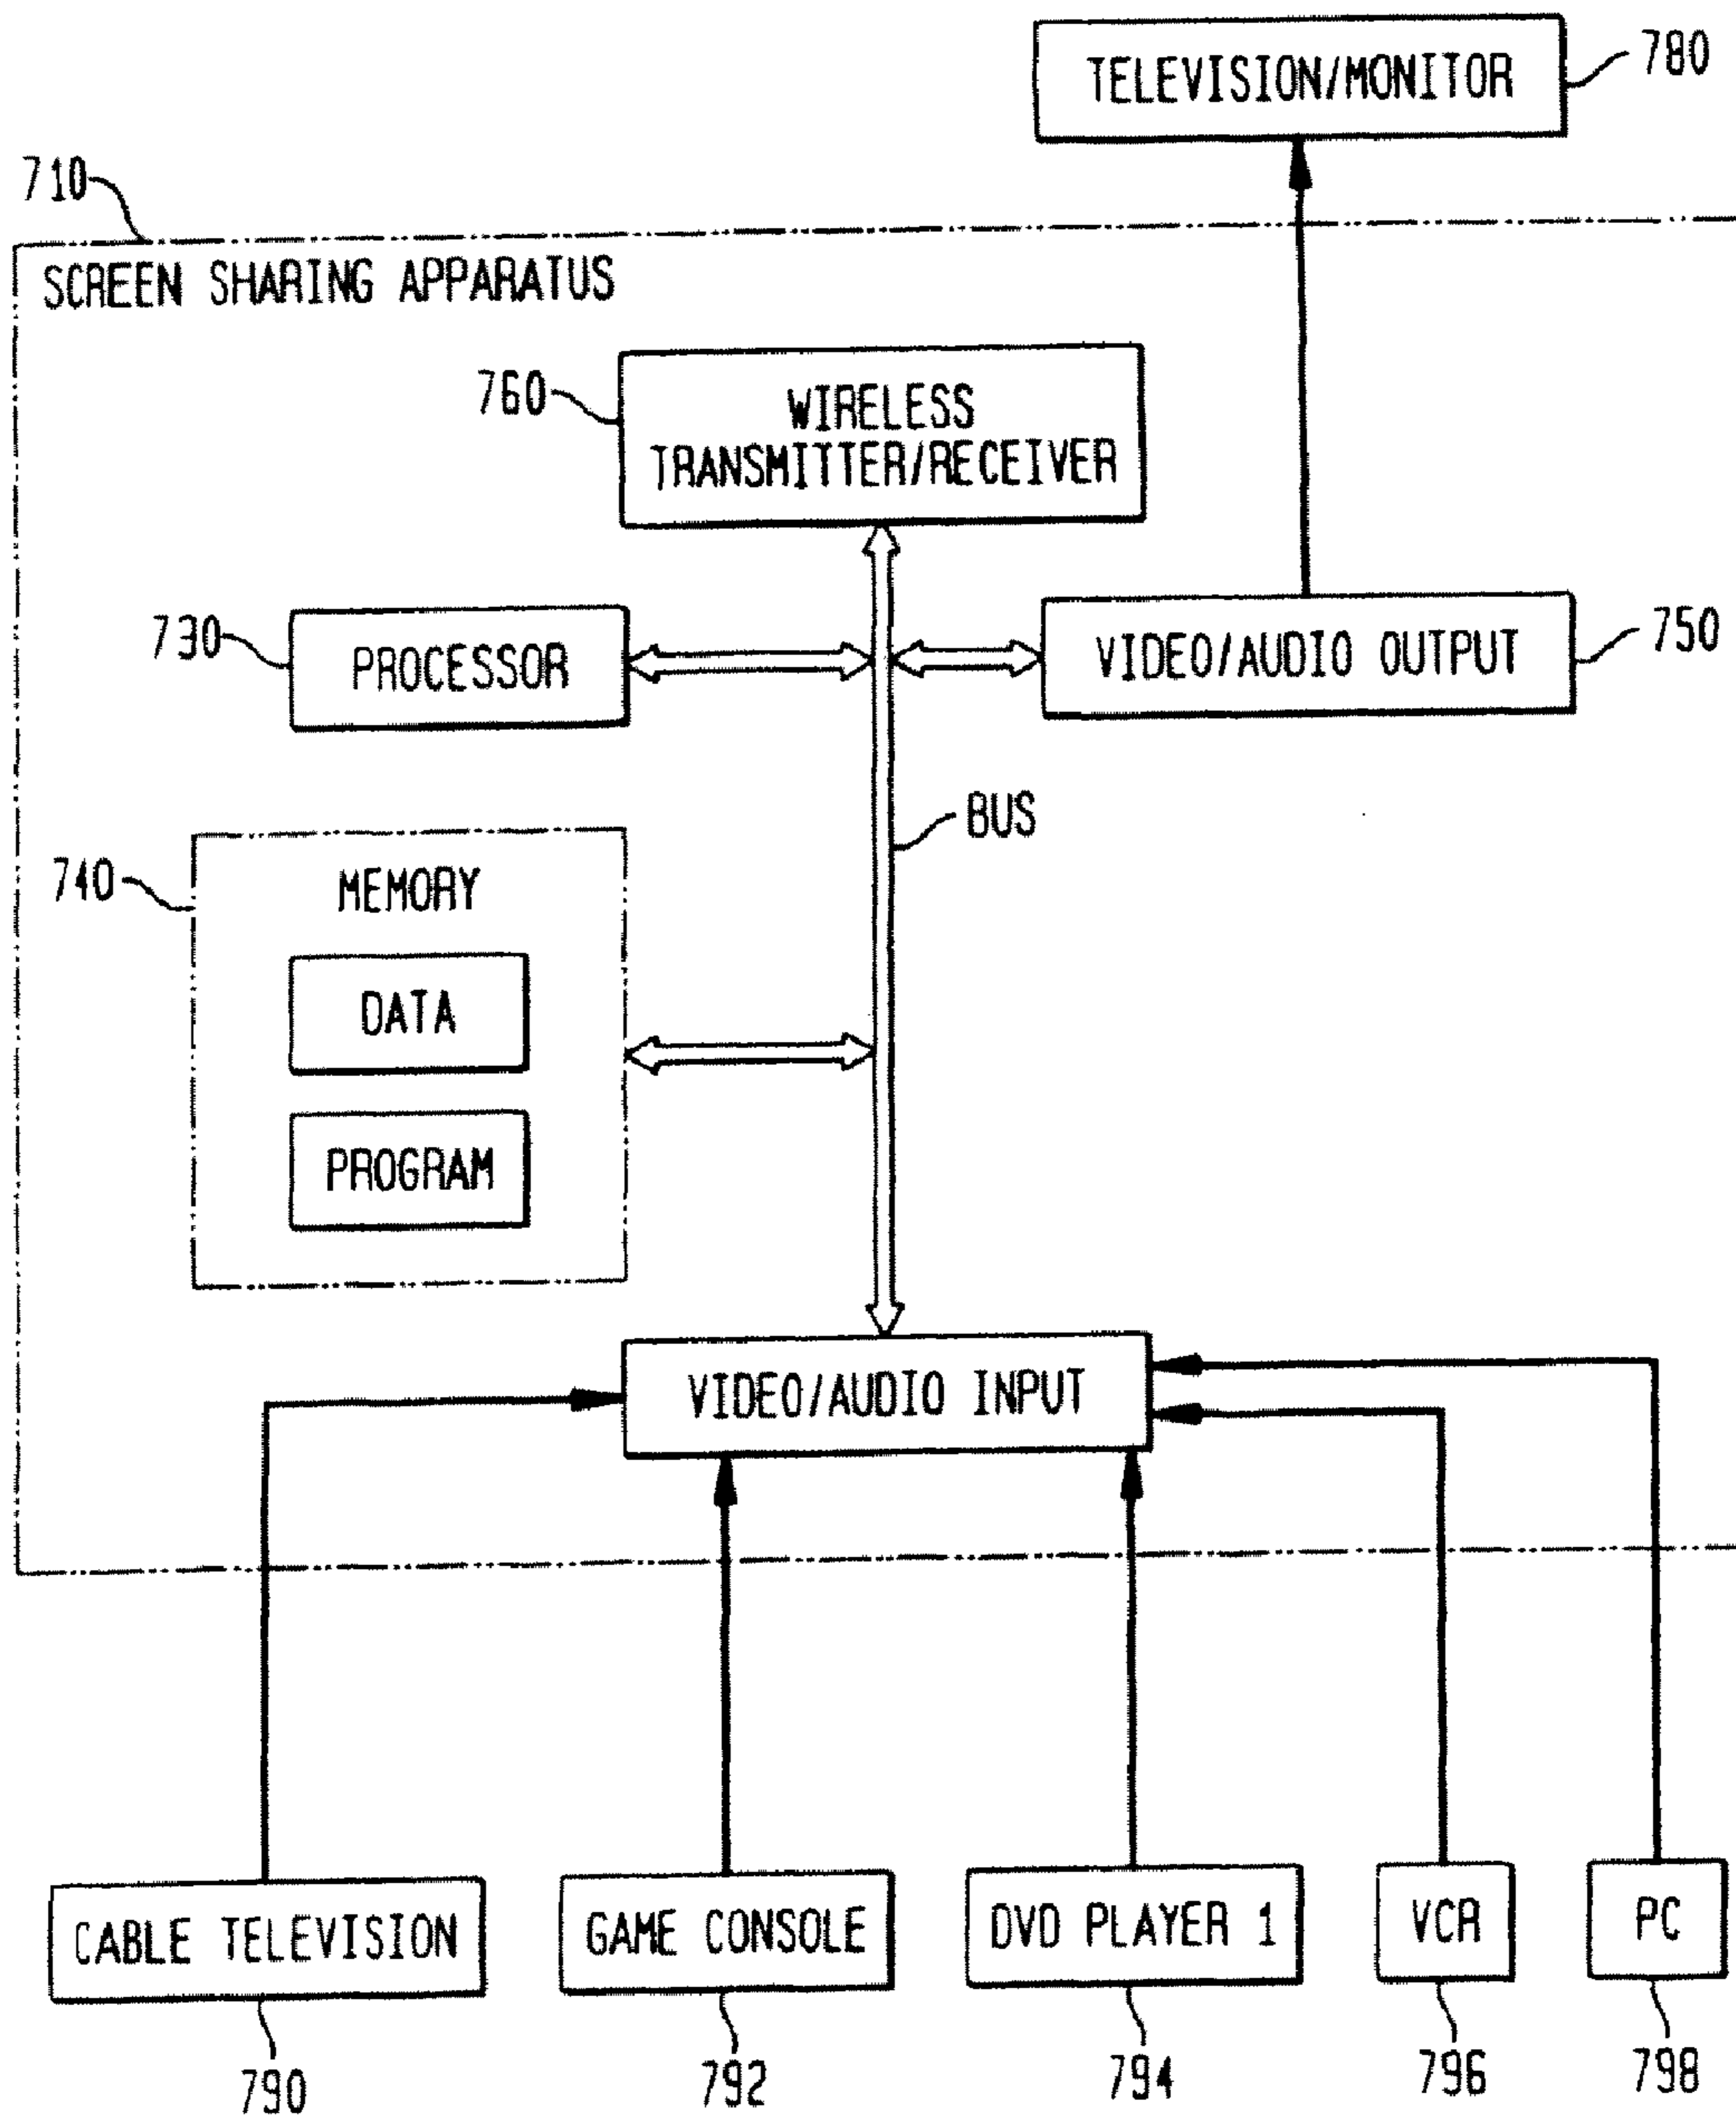 TELEVISION/MONITOR
780
710
SCREEN SHARING APPARATUS
760
WIRELESS
TRANSMITTER/RECEIVER
730
PROCESSOR
VIDEO/AUDIO OUTPUT
750
BUS
740
MEMORY
DATA
PROGRAM
VIDEO/AUDIO INPUT
CABLE TELEVISION
GAME CONSOLE
DVD PLAYER 1
VCR
PC
790
792
794
796
798